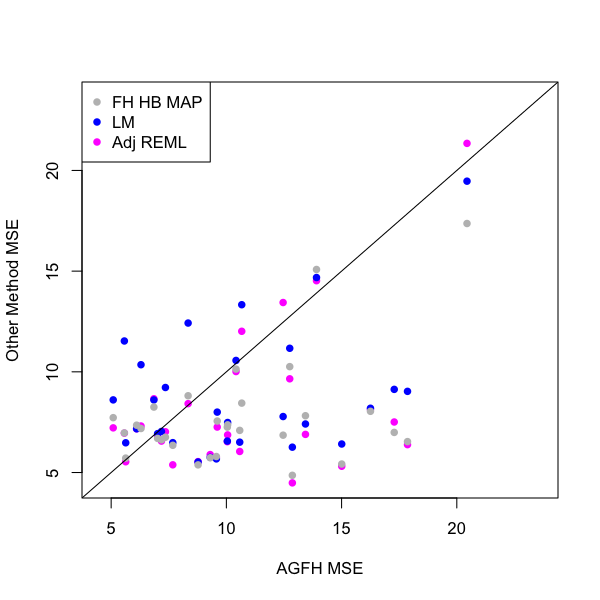 FH HB MAP
LM
Adj REML
Other Method MSE
20
15
10
5
5 10 15 20
AGFH MSE